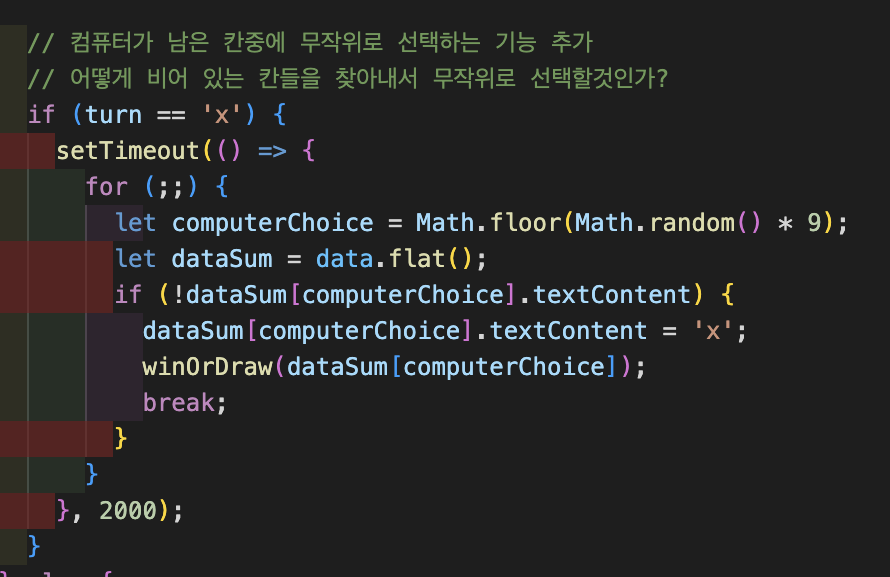 // 컴퓨터가 남은 칸중에 무작위로 선택하는 기능 추가
// 어떻게 비어 있는 칸들을 찾아내서 무작위로 선택할것인가?
if (turn == 'x') {
setTimeout(() => {
for (;;) {
let computerChoice = Math.floor(Math.random() * 9);
let dataSum = data.flat();
if (!dataSum[computerChoice].textContent) {
dataSum[computerChoice].textContent = 'x';
winOrDraw(dataSum[computerChoice]);
break;
}
}
}, 2000);
}